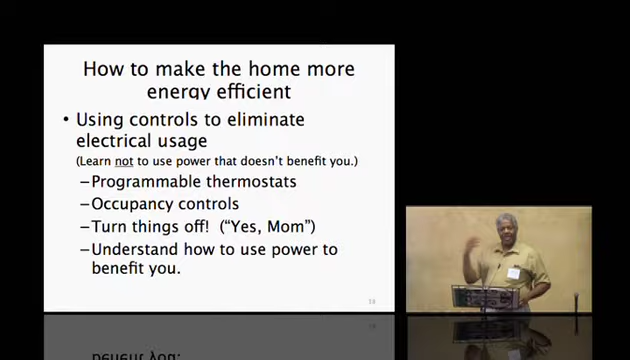 How to make the home more
energy efficient
• Using controls to eliminate
electrical usage
(Learn not to use power that doesn't benefit you.)
–Programmable thermostats
–Occupancy controls
–Turn things off! ("Yes, Mom")
–Understand how to use power to
benefit you.